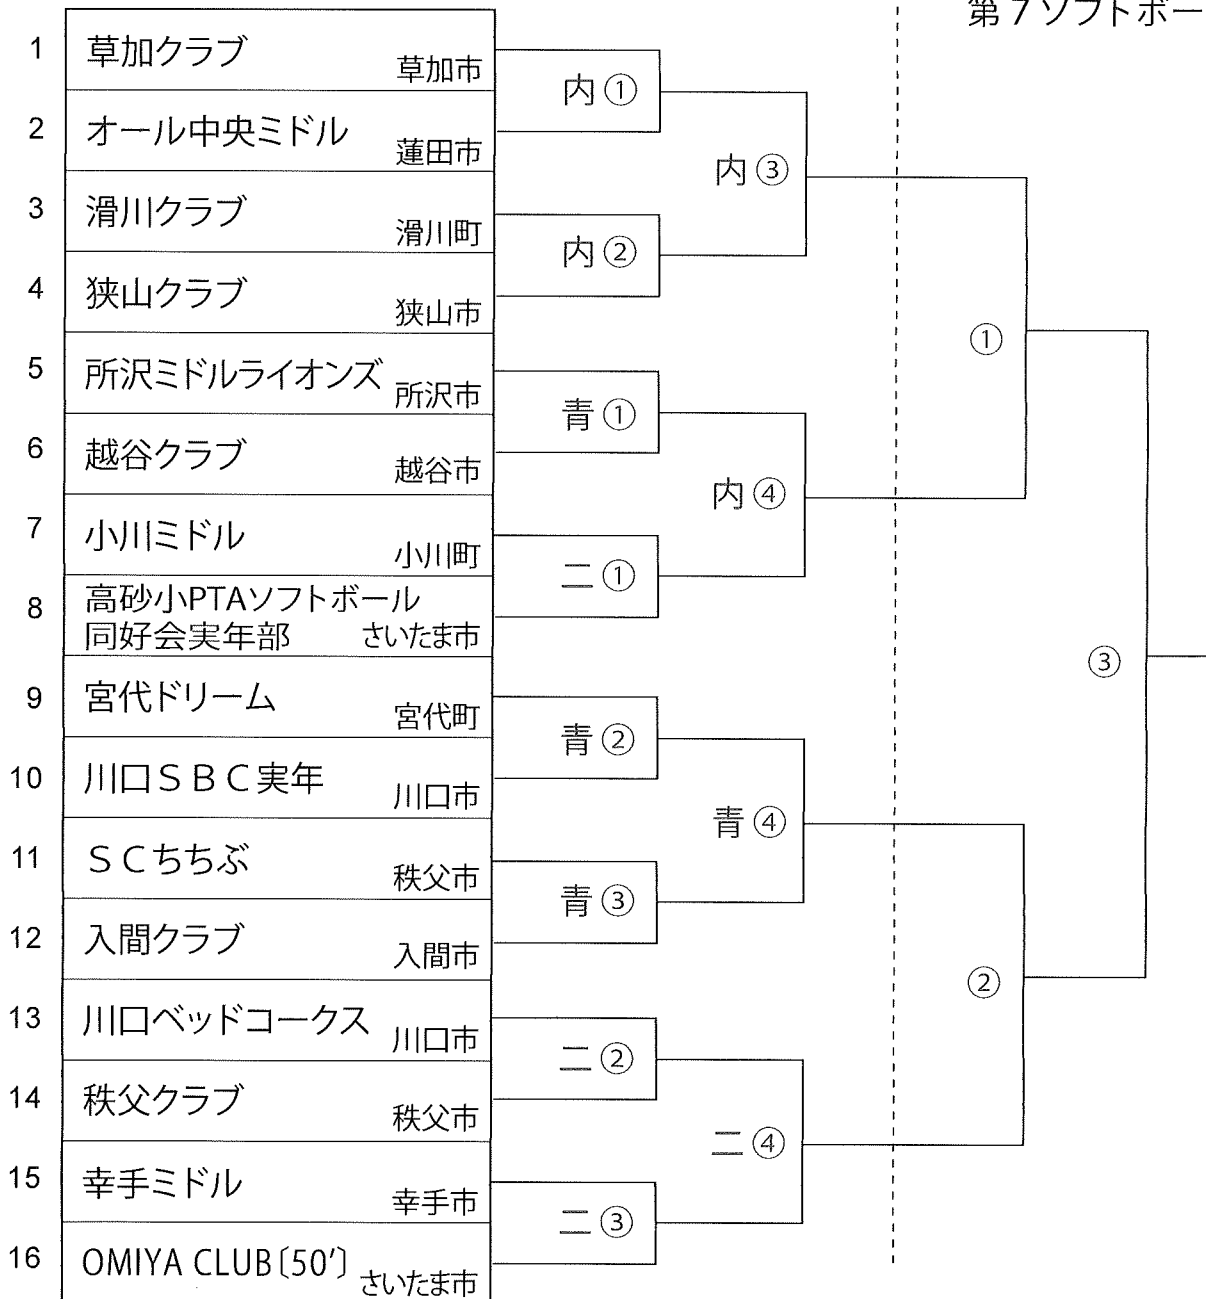 第７ソフトボー
1 草加クラブ 草加市
2 オール中央ミドル 蓮田市
3 滑川クラブ 滑川町
4 狭山クラブ 狭山市
5 所沢ミドルライオンズ 所沢市
6 越谷クラブ 越谷市
7 小川ミドル 小川町
8 高砂小PTAソフトボール
同好会実年部 さいたま市
9 宮代ドリーム 宮代町
10 川口ＳＢＣ実年 川口市
11 ＳＣちちぶ 秩父市
12 入間クラブ 入間市
13 川口ベッドコークス 川口市
14 秩父クラブ 秩父市
15 幸手ミドル 幸手市
16 OMIYA CLUB〔50′〕 さいたま市
内①
内②
青①
二①
青②
青③
二②
二③
内③
内④
青④
二④
①
②
③